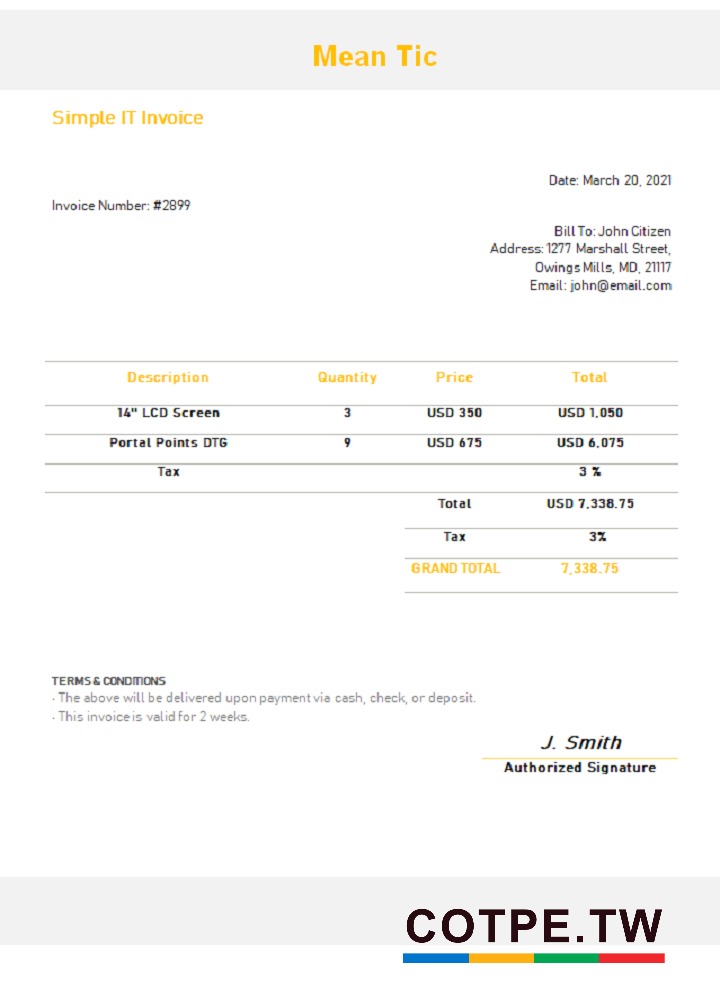 Mean Tic
Simple IT Invoice
Date: March 20, 2021
Invoice Number: #2899
Bill To: John Citizen
Address: 1277 Marshall Street,
Owings Mills, MD, 21117
Email: john@email.com
Description Quantity Price Total
14" LCD Screen 3 USD 350 USD 1,050
Portal Points DTG 9 USD 675 USD 6,075
Tax 3 %
Total USD 7,338.75
Tax 3%
GRAND TOTAL 7,338.75
TERMS & CONDITIONS
· The above will be delivered upon payment via cash, check, or deposit.
· This invoice is valid for 2 weeks.
J. Smith
Authorized Signature
COTPE.TW